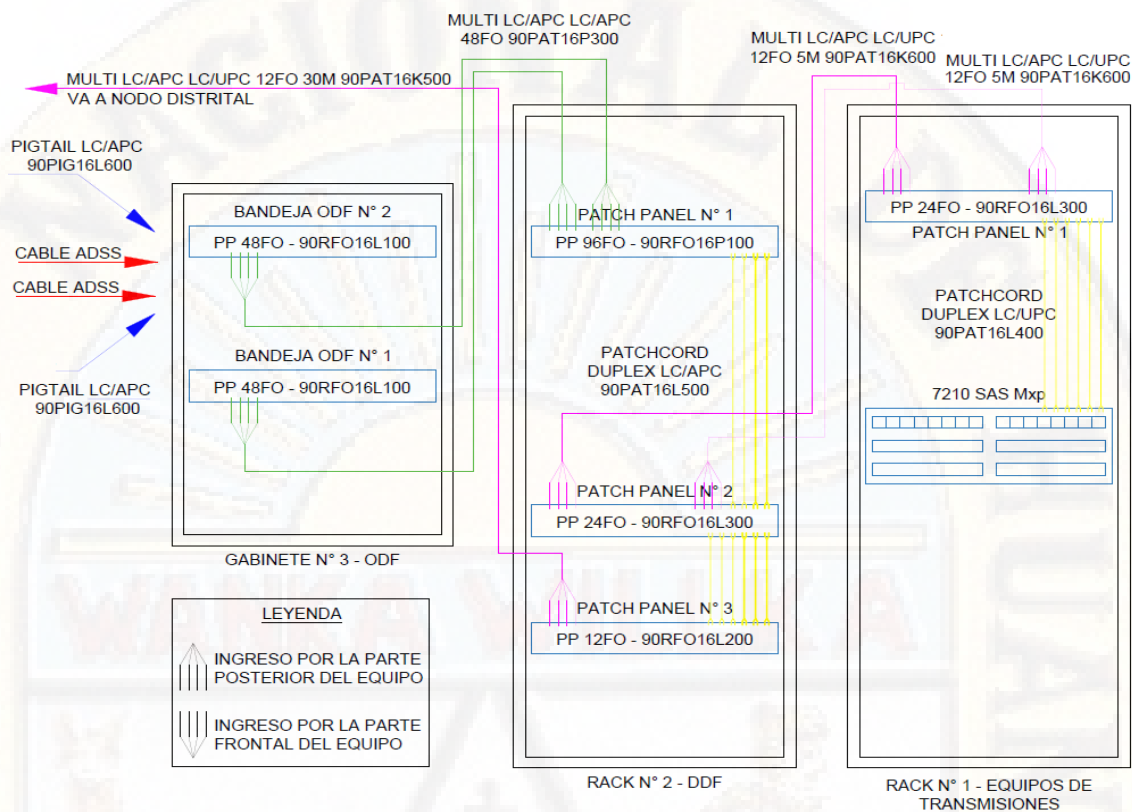 MULTI LC/APC LC/APC
48FO 90PAT16P300
MULTI LC/APC LC/UPC
12FO 5M 90PAT16K600
MULTI LC/APC LC/UPC
12FO 5M 90PAT16K600
MULTI LC/APC LC/UPC 12FO 30M 90PAT16K500
VA A NODO DISTRITAL
PIGTAIL LC/APC
90PIG16L600
CABLE ADSS
CABLE ADSS
PIGTAIL LC/APC
90PIG16L600
BANDEJA ODF N° 2
PP 48FO - 90RFO16L100
BANDEJA ODF N° 1
PP 48FO - 90RFO16L100
GABINETE N° 3 - ODF
PATCH PANEL N° 1
PP 96FO - 90RFO16P100
PATCHCORD
DUPLEX LC/APC
90PAT16L500
PATCH PANEL N° 2
PP 24FO - 90RFO16L300
PATCH PANEL N° 3
PP 12FO - 90RFO16L200
RACK N° 2 - DDF
PP 24FO - 90RFO16L300
PATCH PANEL N° 1
PATCHCORD
DUPLEX LC/UPC
90PAT16L400
7210 SAS Mxp
RACK N° 1 - EQUIPOS DE
TRANSMISIONES
LEYENDA
INGRESO POR LA PARTE
POSTERIOR DEL EQUIPO
INGRESO POR LA PARTE
FRONTAL DEL EQUIPO
WANKA WILLKA